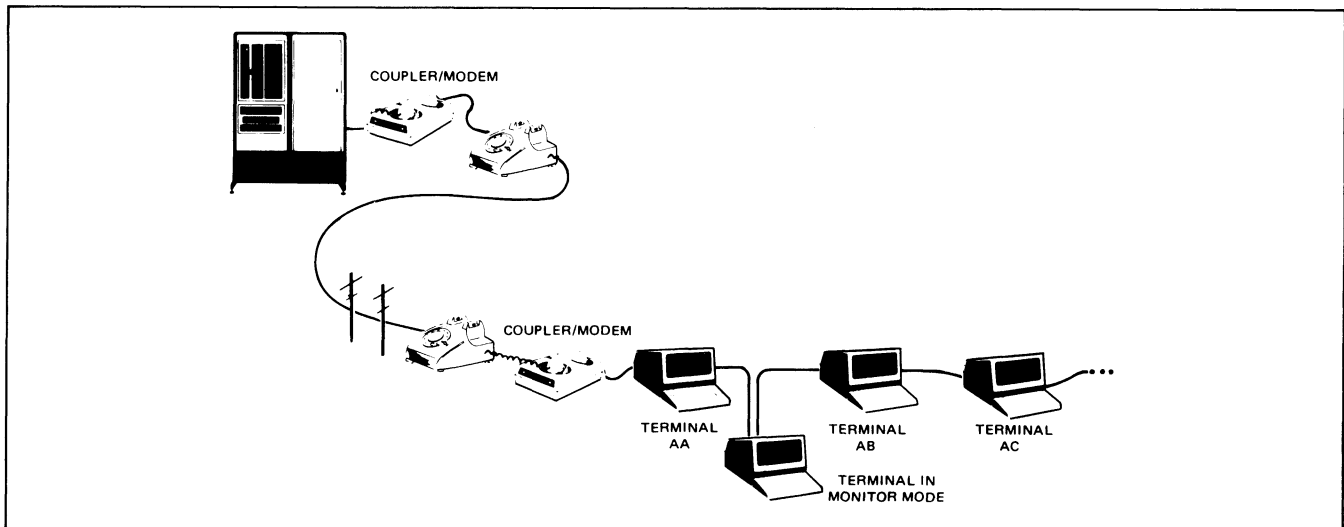 COUPLER/MODEM
COUPLER/MODEM
TERMINAL
AA
TERMINAL
AB
TERMINAL
AC
TERMINAL IN
MONITOR MODE